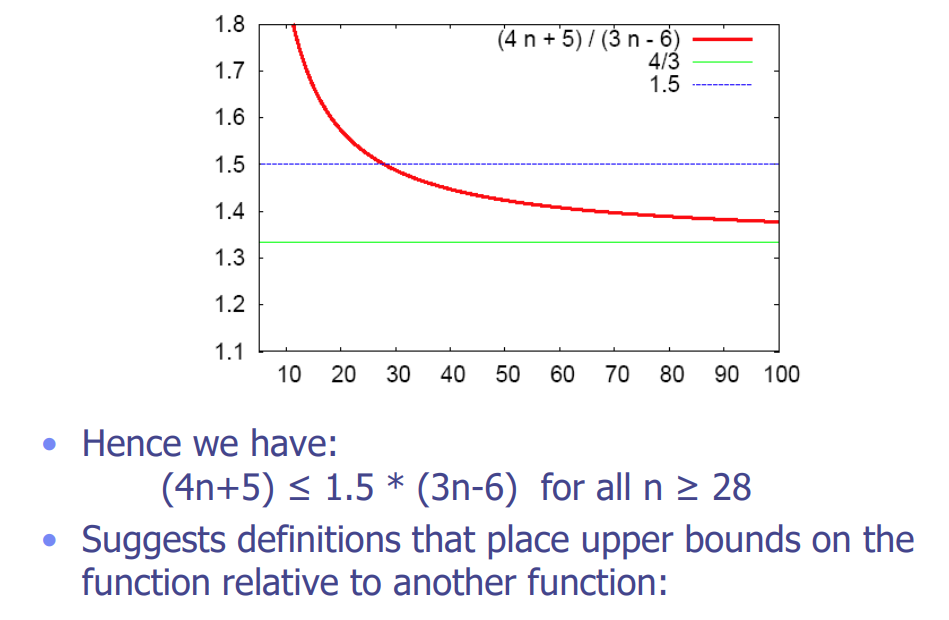 1.8
(4 n + 5) / (3 n - 6)
4/3
1.5
1.7
1.6
1.5
1.4
1.3
1.2
1.1
10 20 30 40 50 60 70 80 90 100
• Hence we have:
(4n+5) ≤ 1.5 * (3n-6) for all n ≥ 28
• Suggests definitions that place upper bounds on the
function relative to another function: